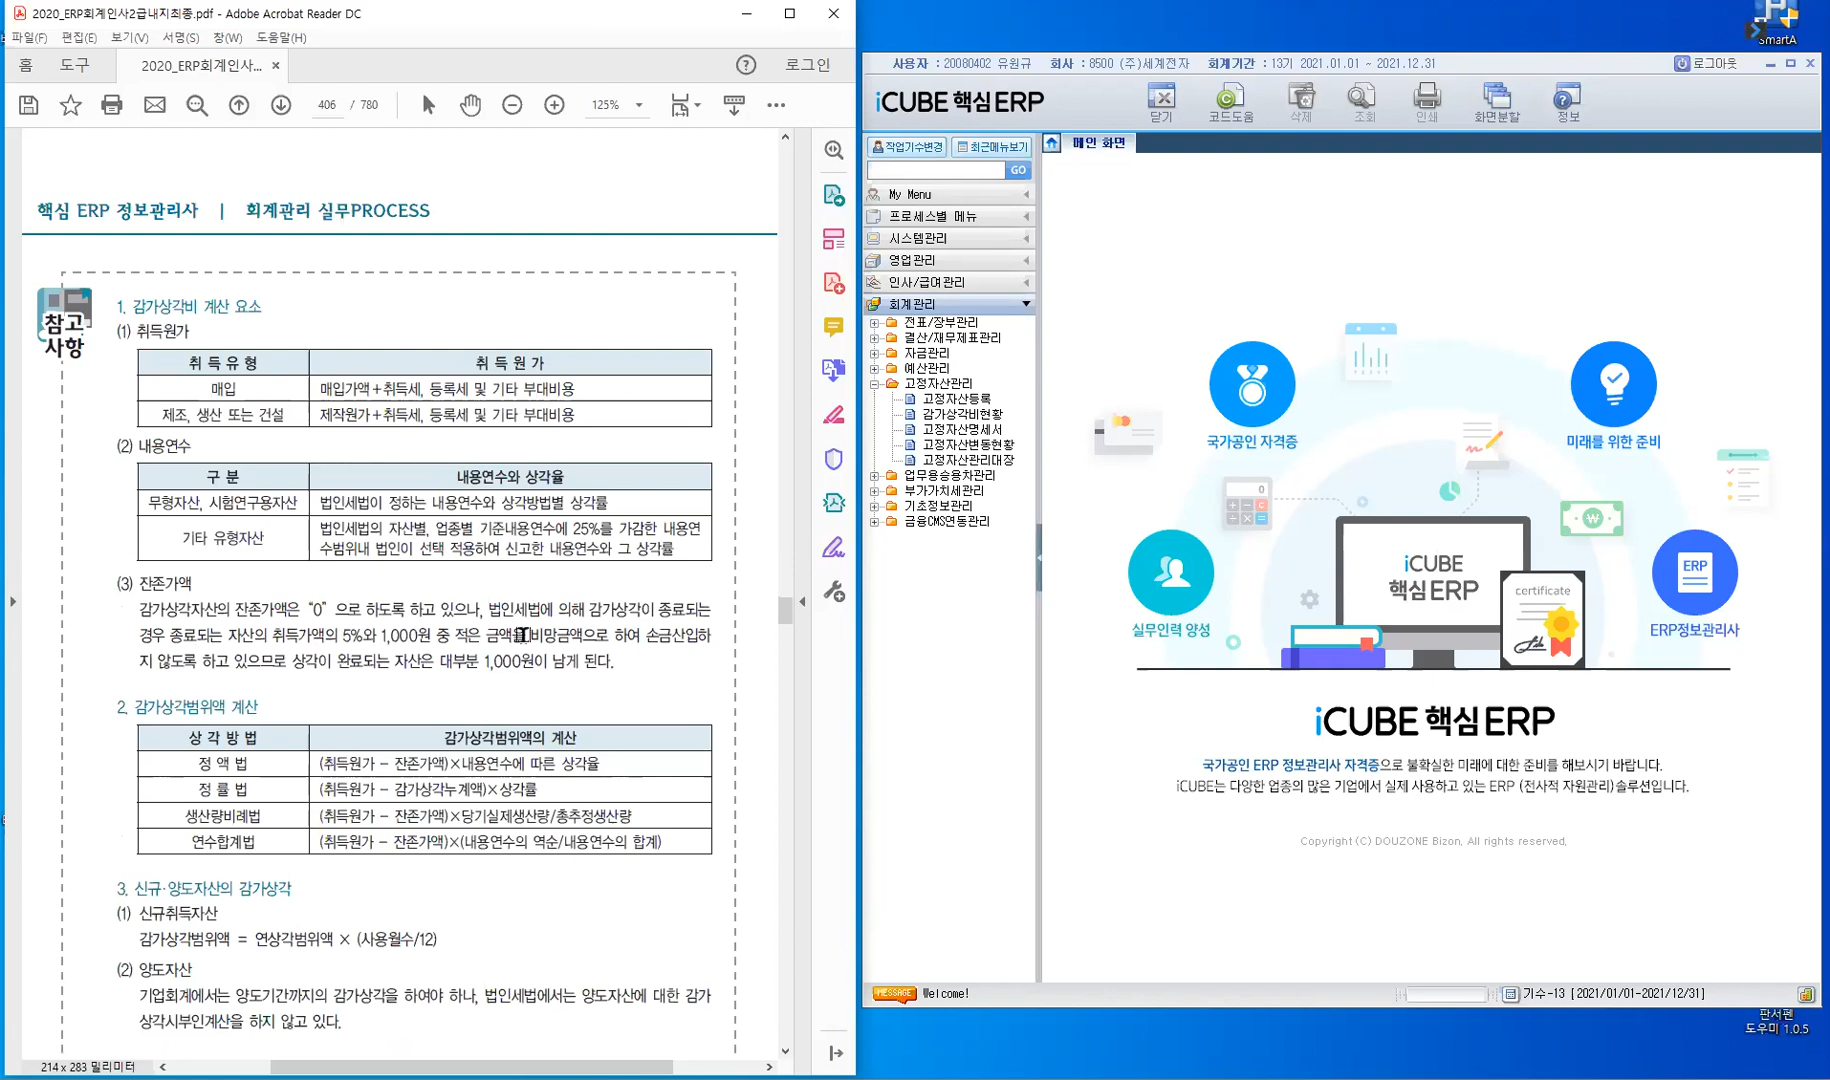 2020_ERP회계인사2급내지최종.pdf - Adobe Acrobat Reader DC
파일(F) 편집(E) 보기(V) 서명(S) 창(W) 도움말(H)
홈 도구 2020_ERP회계인사... × 로그인
406 / 780 125%
핵심 ERP 정보관리사 | 회계관리 실무PROCESS
참고
사항
1. 감가상각비 계산 요소
(1) 취득원가
취 득 유 형 취 득 원 가
매입 매입가액+취득세, 등록세 및 기타 부대비용
제조, 생산 또는 건설 제작원가+취득세, 등록세 및 기타 부대비용
(2) 내용연수
구 분 내용연수와 상각율
무형자산, 시험연구용자산 법인세법이 정하는 내용연수와 상각방법별 상각률
기타 유형자산 법인세법의 자산별, 업종별 기준내용연수에 25%를 가감한 내용연
수범위내 법인이 선택 적용하여 신고한 내용연수와 그 상각률
(3) 잔존가액
감가상각자산의 잔존가액은 “0” 으로 하도록 하고 있으나, 법인세법에 의해 감가상각이 종료되는
경우 종료되는 자산의 취득가액의 5%와 1,000원 중 적은 금액 비망금액으로 하여 손금산입하
지 않도록 하고 있으므로 상각이 완료되는 자산은 대부분 1,000원이 남게 된다.
2. 감가상각범위액 계산
상 각 방 법 감가상각범위액의 계산
정 액 법 (취득원가 - 잔존가액)×내용연수에 따른 상각율
정 률 법 (취득원가 - 감가상각누계액)×상각률
생산량비례법 (취득원가 - 잔존가액)×당기실제생산량/총추정생산량
연수합계법 (취득원가 - 잔존가액)×(내용연수의 역순/내용연수의 합계)
3. 신규·양도자산의 감가상각
(1) 신규취득자산
감가상각범위액 = 연상각범위액 × (사용월수/12)
(2) 양도자산
기업회계에서는 양도기간까지의 감가상각을 하여야 하나, 법인세법에서는 양도자산에 대한 감가
상각시부인계산을 하지 않고 있다.
214 x 283 밀리미터
SmartA
사용자 : 20080402 유원규 회사 : 8500 (주)세계전자 회계기간 : 13기 2021.01.01 ~ 2021.12.31 로그아웃
iCUBE 핵심ERP
닫기 코드도움 삭제 조회 인쇄 화면분할 정보
작업기수변경 최근메뉴보기 메인 화면
GO
My Menu
프로세스별 메뉴
시스템관리
영업관리
인사/급여관리
회계관리
전표/장부관리
결산/재무제표관리
자금관리
예산관리
고정자산관리
고정자산등록
감가상각비현황
고정자산명세서
고정자산변동현황
고정자산관리대장
업무용승용차관리
부가가치세관리
기초정보관리
금융CMS연동관리
국가공인 자격증
미래를 위한 준비
0
iCUBE
핵심ERP
certificate
ERP
실무인력 양성
ERP정보관리사
iCUBE 핵심ERP
국가공인 ERP 정보관리사 자격증으로 불확실한 미래에 대한 준비를 해보시기 바랍니다.
iCUBE는 다양한 업종의 많은 기업에서 실제 사용하고 있는 ERP (전사적 자원관리)솔루션입니다.
Copyright (C) DOUZONE Bizon, All rights reserved,
MESSAGE Welcome! 기수-13 [2021/01/01-2021/12/31]
판서펜
도우미 1.0.5